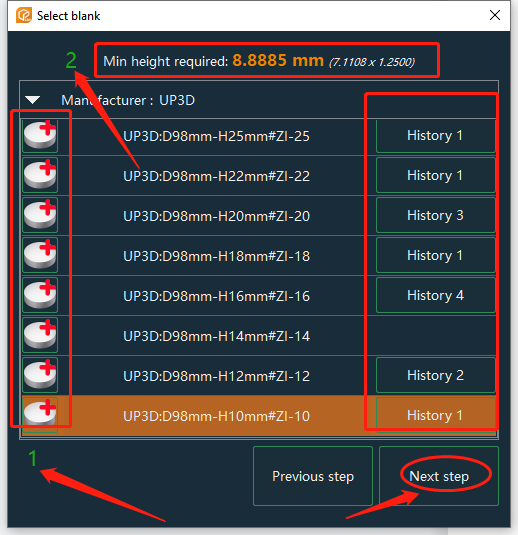 Select blank
2
Min height required: 8.8885 mm (7.1108 x 1.2500)
Manufacturer : UP3D
UP3D:D98mm-H25mm#ZI-25 History 1
UP3D:D98mm-H22mm#ZI-22 History 1
UP3D:D98mm-H20mm#ZI-20 History 3
UP3D:D98mm-H18mm#ZI-18 History 1
UP3D:D98mm-H16mm#ZI-16 History 4
UP3D:D98mm-H14mm#ZI-14
UP3D:D98mm-H12mm#ZI-12 History 2
UP3D:D98mm-H10mm#ZI-10 History 1
1
Previous step Next step